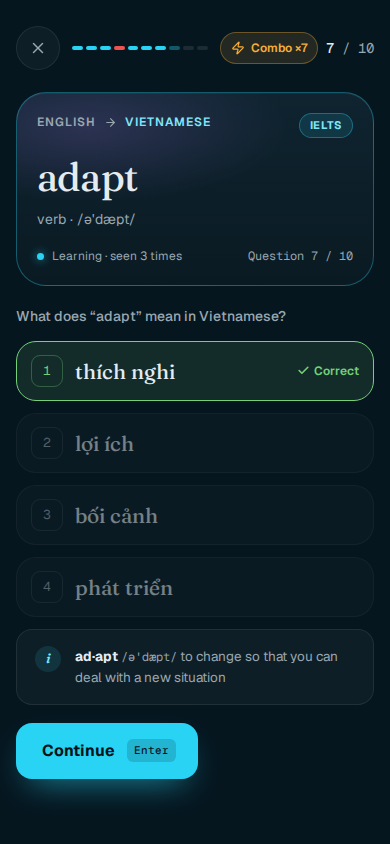 Combo ×7
7 / 10
ENGLISH → VIETNAMESE
IELTS
adapt
verb · /ə'dæpt/
Learning · seen 3 times
Question 7 / 10
What does “adapt” mean in Vietnamese?
1 thích nghi ✓ Correct
2 lợi ích
3 bối cảnh
4 phát triển
i ad·apt /əˈdæpt/ to change so that you can
deal with a new situation
Continue Enter